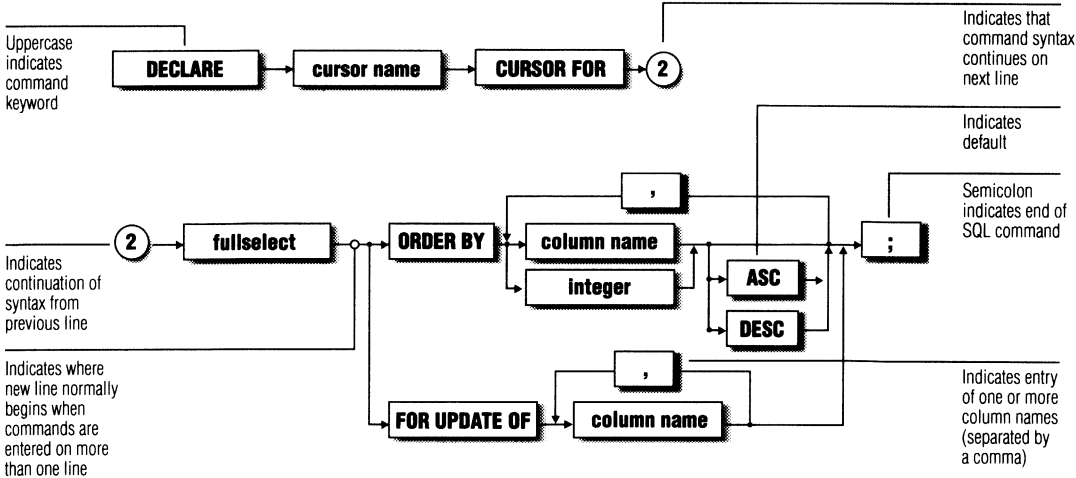 Uppercase
indicates
command
keyword
DECLARE
cursor name
CURSOR FOR
2
Indicates that
command syntax
continues on
next line
Indicates
default
,
Semicolon
indicates end of
SQL command
2
fullselect
ORDER BY
column name
;
integer
ASC
DESC
Indicates
continuation of
syntax from
previous line
Indicates where
new line normally
begins when
commands are
entered on more
than one line
,
FOR UPDATE OF
column name
Indicates entry
of one or more
column names
(separated by
a comma)